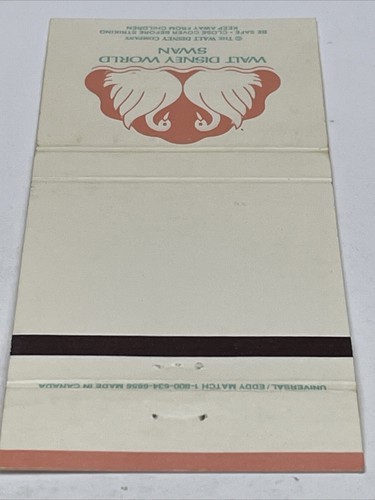 WALT DISNEY WORLD
SWAN
© THE WALT DISNEY COMPANY
BE SAFE • CLOSE COVER BEFORE STRIKING
KEEP AWAY FROM CHILDREN
UNIVERSAL/EDDY MATCH 1-800-634-6656 MADE IN CANADA